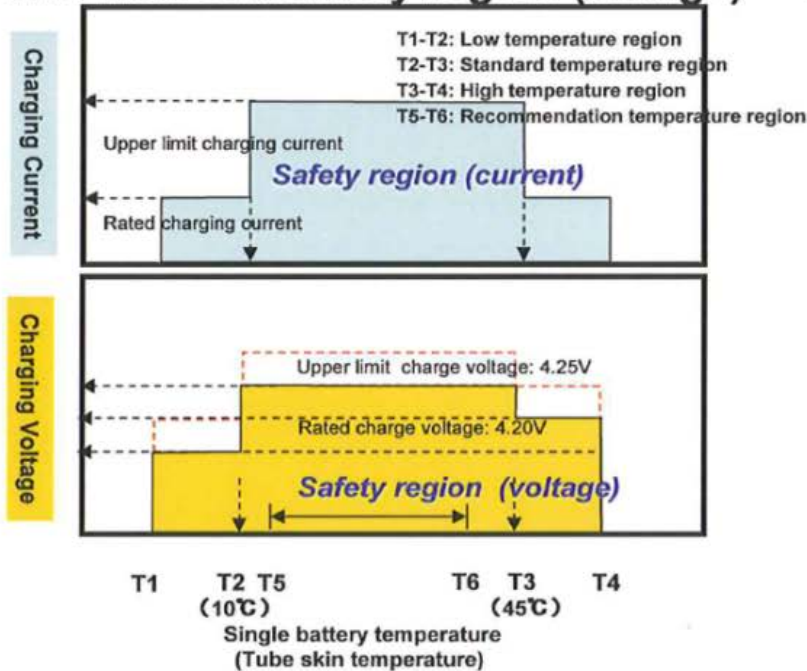 Charging Current
T1-T2: Low temperature region
T2-T3: Standard temperature region
T3-T4: High temperature region
T5-T6: Recommendation temperature region
Upper limit charging current
Safety region (current)
Rated charging current
Charging Voltage
Upper limit charge voltage: 4.25V
Rated charge voltage: 4.20V
Safety region (voltage)
T1 T2 T5 T6 T3 T4
(10℃) (45℃)
Single battery temperature
(Tube skin temperature)